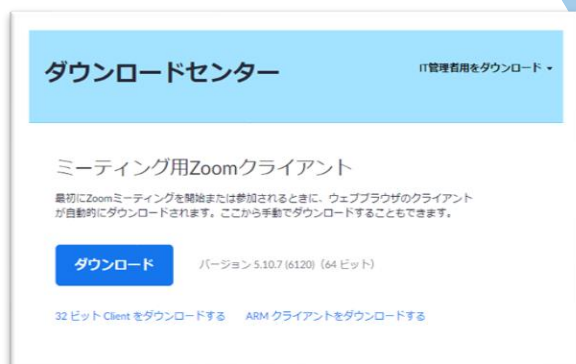 ダウンロードセンター
IT管理者用をダウンロード
ミーティング用Zoomクライアント
最初にZoomミーティングを開始または参加されるときに、ウェブブラウザのクライアント
が自動的にダウンロードされます。ここから手動でダウンロードすることもできます。
ダウンロード バージョン 5.10.7 (6120) (64 ビット)
32 ビット Client をダウンロードする ARM クライアントをダウンロードする